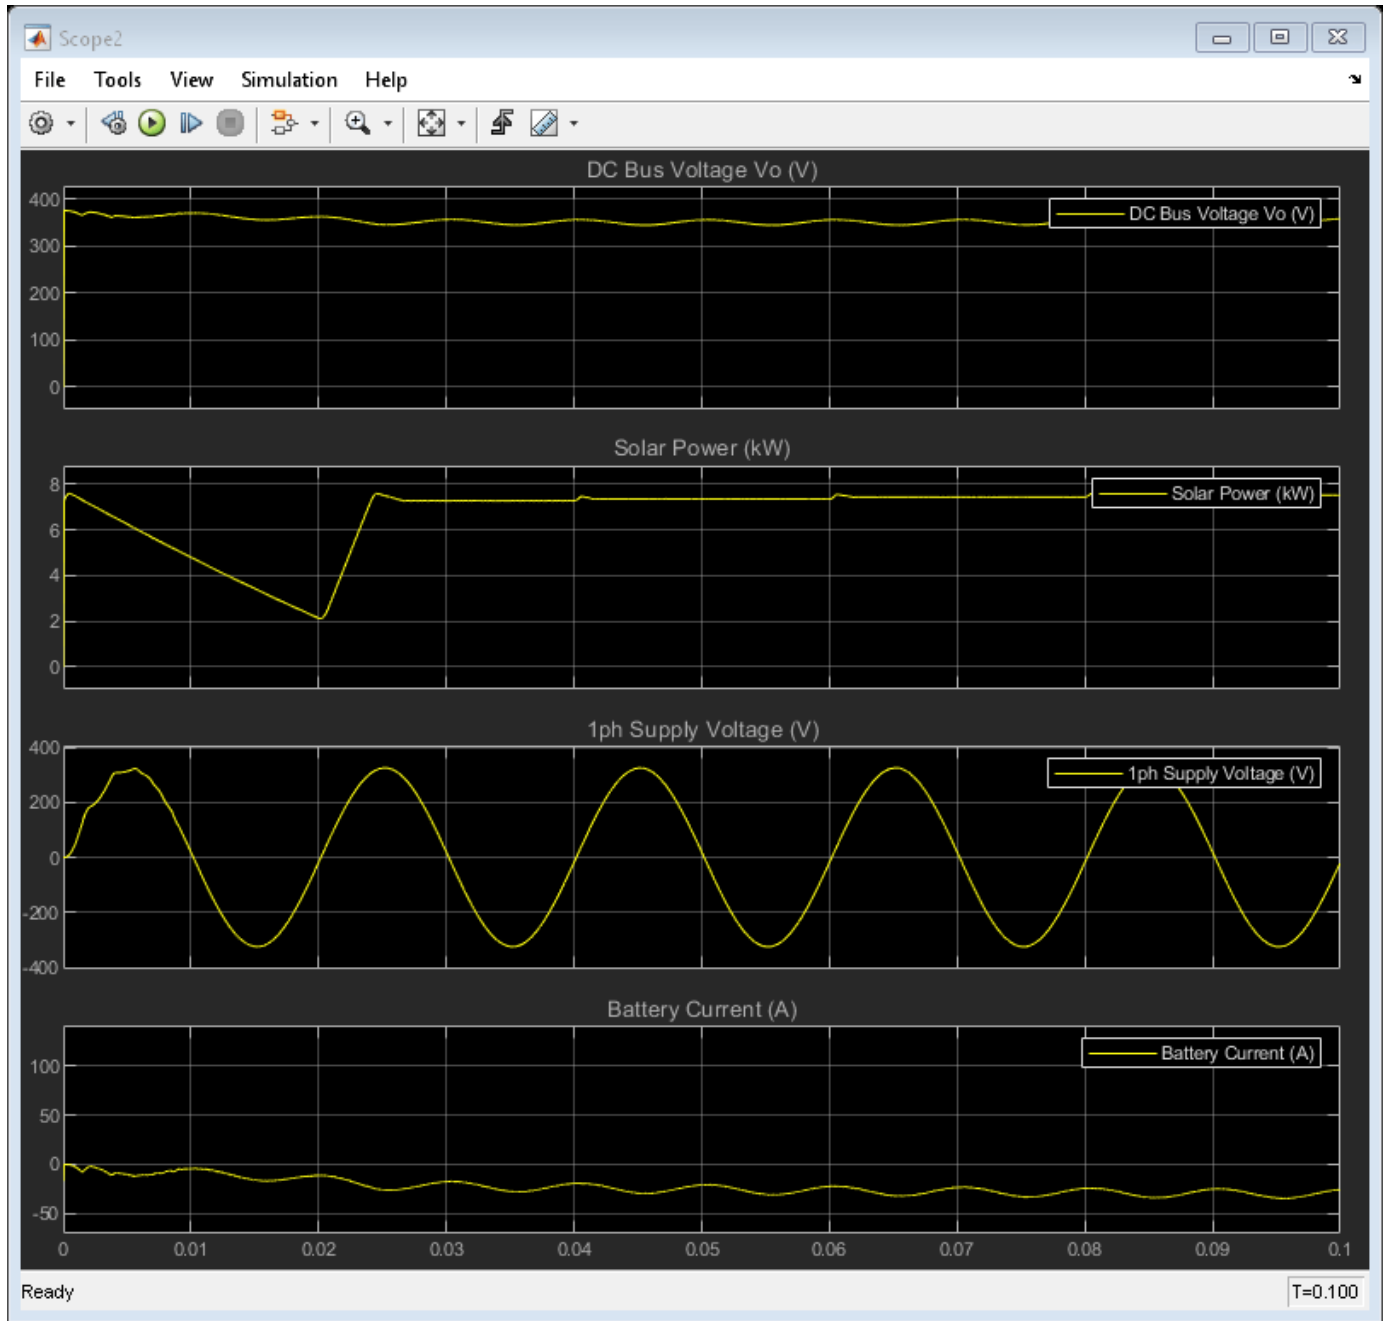 Scope2
File Tools View Simulation Help
DC Bus Voltage Vo (V)
400
300
200
100
0
DC Bus Voltage Vo (V)
Solar Power (kW)
8
6
4
2
0
Solar Power (kW)
1ph Supply Voltage (V)
400
200
0
-200
-400
1ph Supply Voltage (V)
Battery Current (A)
100
50
0
-50
Battery Current (A)
0 0.01 0.02 0.03 0.04 0.05 0.06 0.07 0.08 0.09 0.1
Ready T=0.100